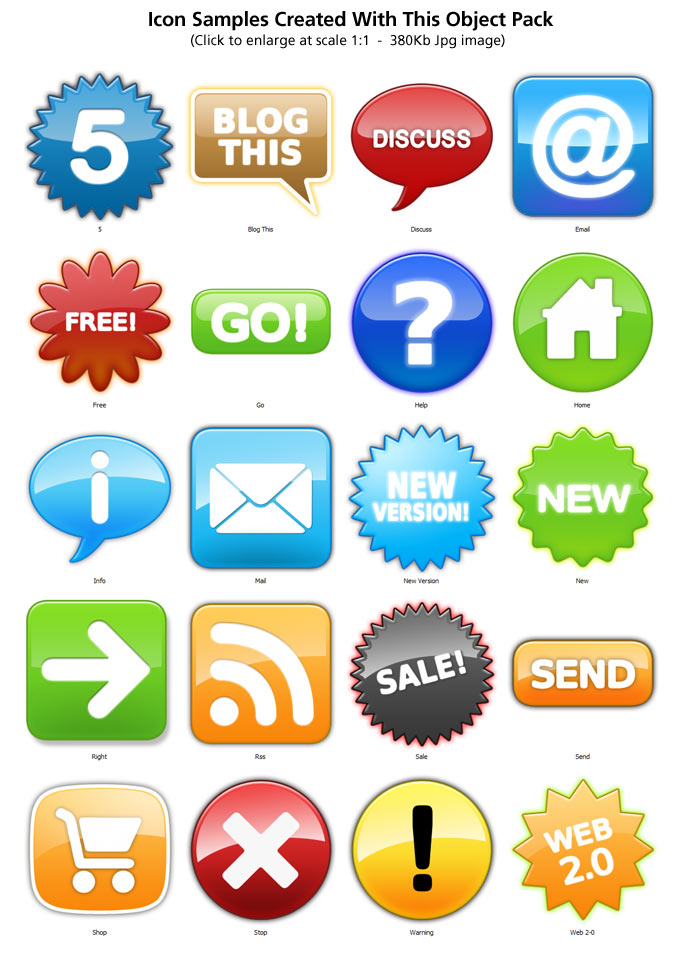 Icon Samples Created With This Object Pack
(Click to enlarge at scale 1:1 - 380Kb Jpg image)
5
BLOG
THIS
DISCUSS
@
5
Blog This
Discuss
Email
FREE!
GO!
?
Free
Go
Help
Home
i
NEW
VERSION!
NEW
Info
Mail
New Version
New
SALE!
SEND
Right
Rss
Sale
Send
!
WEB
2.0
Shop
Stop
Warning
Web 2-0